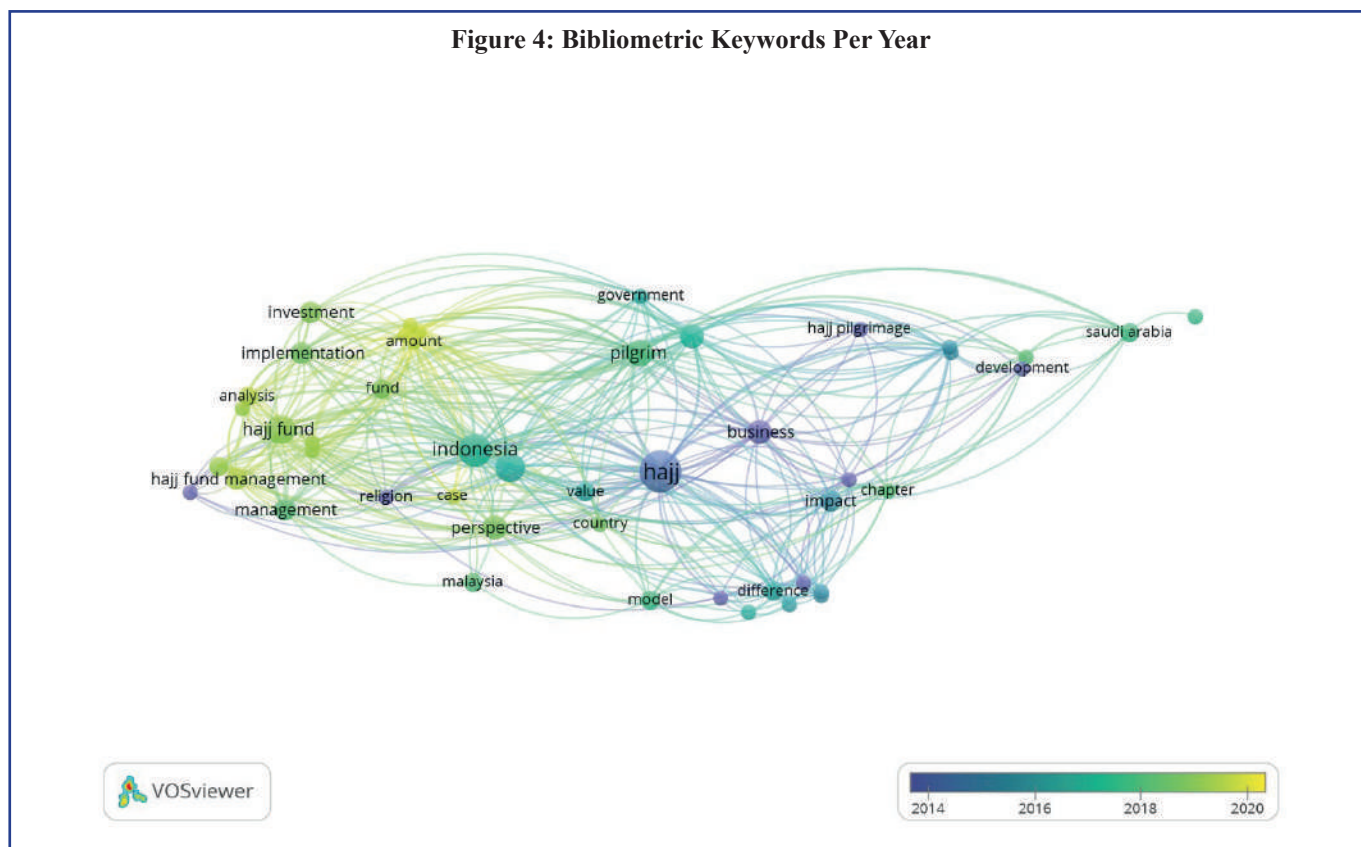 Figure 4: Bibliometric Keywords Per Year
government
investment
hajj pilgrimage
saudi arabia
amount
implementation
pilgrim
development
fund
analysis
hajj fund
business
indonesia
hajj
hajj fund management
religion
case
value
chapter
impact
management
perspective
country
malaysia
model
difference
VOSviewer
2014 2016 2018 2020